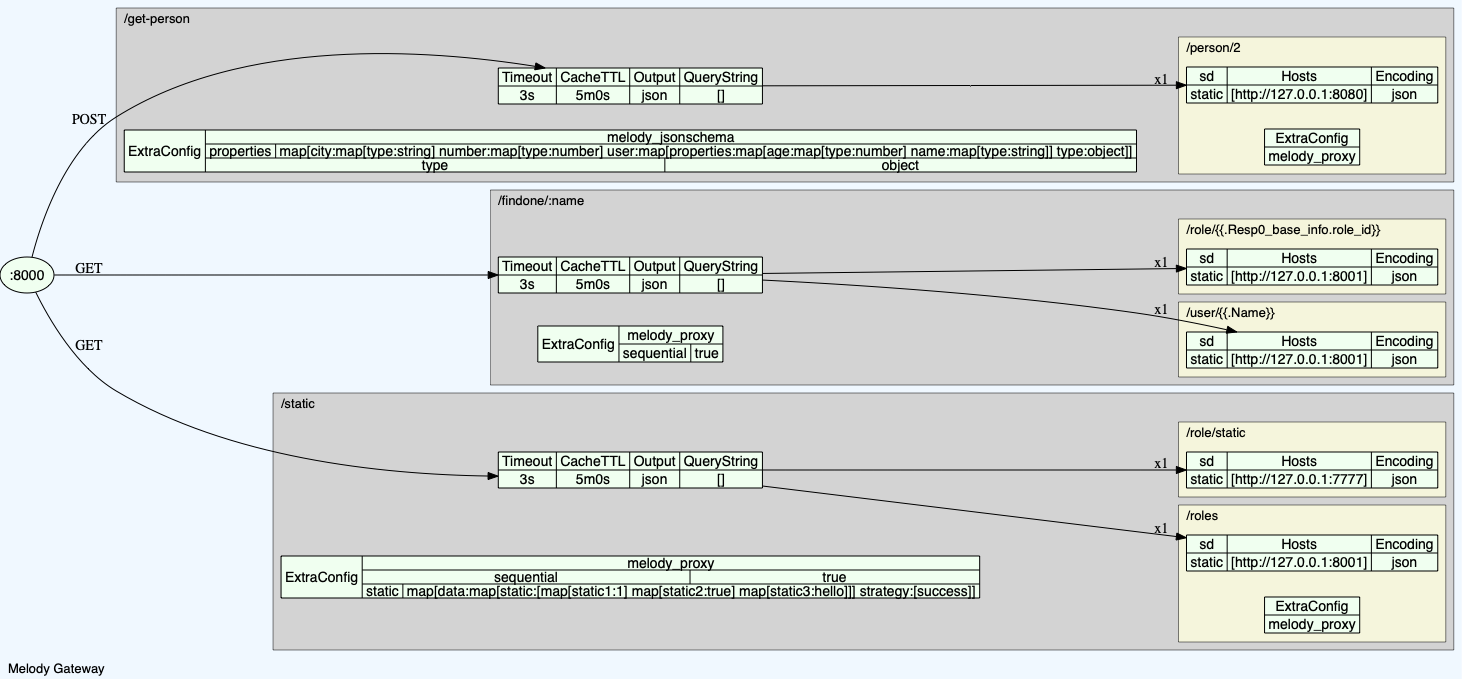 /get-person
/person/2
Timeout CacheTTL Output QueryString
3s 5m0s json []
x1
sd Hosts Encoding
static [http://127.0.0.1:8080] json
POST
ExtraConfig
melody_jsonschema
properties map[city:map[type:string] number:map[type:number] user:map[properties:map[age:map[type:number] name:map[type:string]] type:object]]
type object
ExtraConfig
melody_proxy
/findone/:name
/role/{{.Resp0_base_info.role_id}}
:8000
GET
Timeout CacheTTL Output QueryString
3s 5m0s json []
x1
sd Hosts Encoding
static [http://127.0.0.1:8001] json
x1
/user/{{.Name}}
sd Hosts Encoding
static [http://127.0.0.1:8001] json
ExtraConfig
melody_proxy
sequential true
GET
/static
/role/static
Timeout CacheTTL Output QueryString
3s 5m0s json []
x1
sd Hosts Encoding
static [http://127.0.0.1:7777] json
/roles
x1
sd Hosts Encoding
static [http://127.0.0.1:8001] json
ExtraConfig
melody_proxy
sequential true
static map[data:map[static:[map[static1:1] map[static2:true] map[static3:hello]]] strategy:[success]]
ExtraConfig
melody_proxy
Melody Gateway